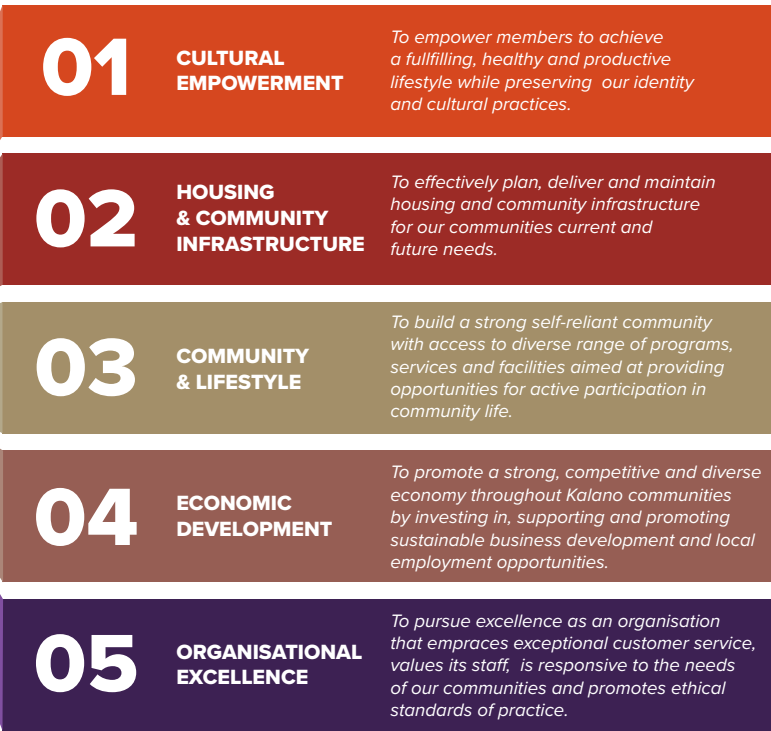 01
CULTURAL
EMPOWERMENT
To empower members to achieve
a fullfilling, healthy and productive
lifestyle while preserving our identity
and cultural practices.
02
HOUSING
& COMMUNITY
INFRASTRUCTURE
To effectively plan, deliver and maintain
housing and community infrastructure
for our communities current and
future needs.
03
COMMUNITY
& LIFESTYLE
To build a strong self-reliant community
with access to diverse range of programs,
services and facilities aimed at providing
opportunities for active participation in
community life.
04
ECONOMIC
DEVELOPMENT
To promote a strong, competitive and diverse
economy throughout Kalano communities
by investing in, supporting and promoting
sustainable business development and local
employment opportunities.
05
ORGANISATIONAL
EXCELLENCE
To pursue excellence as an organisation
that empraces exceptional customer service,
values its staff, is responsive to the needs
of our communities and promotes ethical
standards of practice.